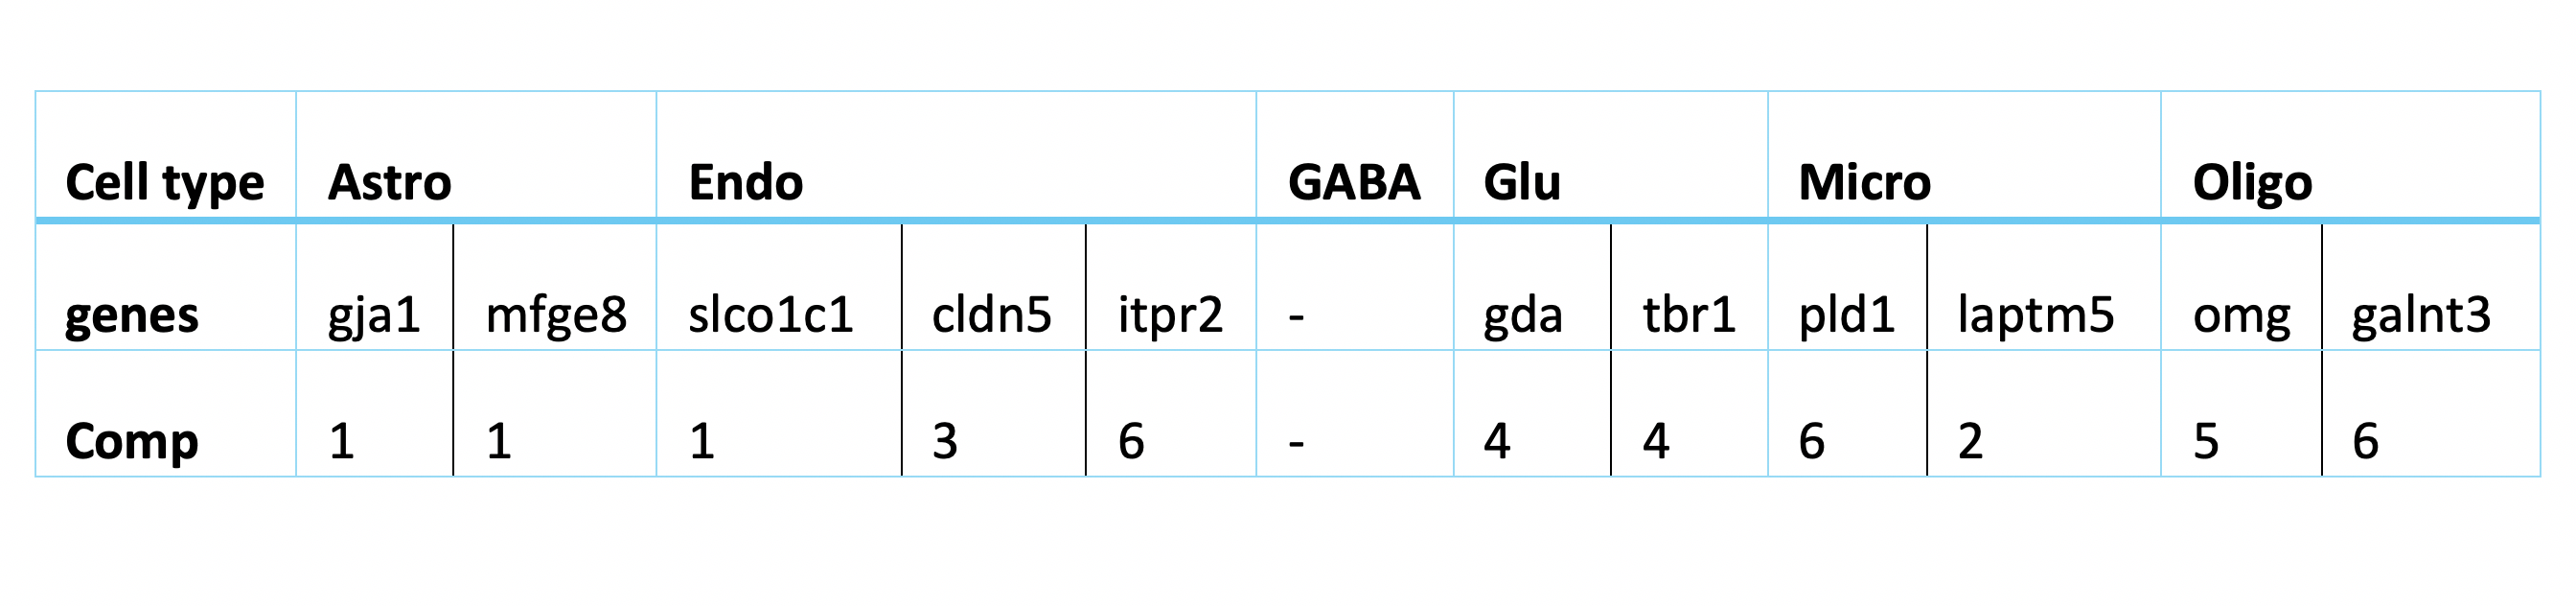 Cell type Astro Endo GABA Glu Micro Oligo
genes gja1 mfge8 slco1c1 cldn5 itpr2 - gda tbr1 pld1 laptm5 omg galnt3
Comp 1 1 1 3 6 - 4 4 6 2 5 6